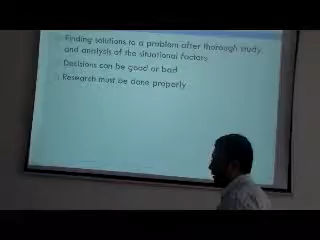 Finding solutions to a problem after thorough study,
and analysis of the situational factors
Decisions can be good or bad
Research must be done properly